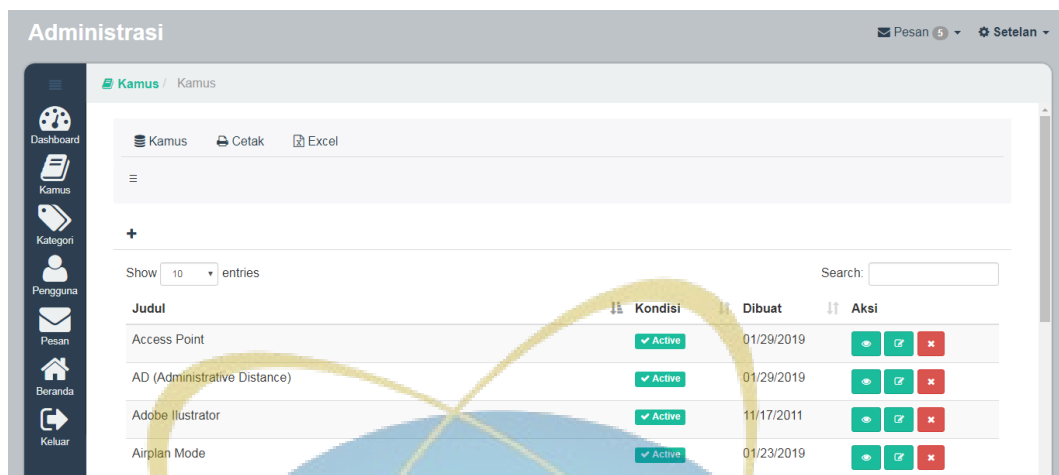 Administrasi
Pesan 5 Setelan
Kamus / Kamus
Dashboard
Kamus
Kategori
Pengguna
Pesan
Beranda
Keluar
Kamus Cetak Excel
+
Show 10 entries Search:
Judul Kondisi Dibuat Aksi
Access Point Active 01/29/2019
AD (Administrative Distance) Active 01/29/2019
Adobe Ilustrator Active 11/17/2011
Airplan Mode Active 01/23/2019